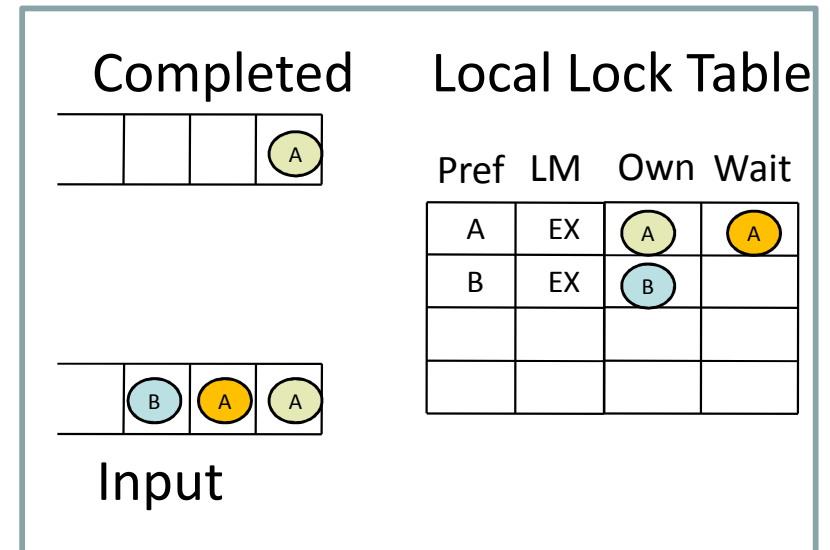 Completed
Local Lock Table
A
Pref LM Own Wait
A EX A A
B EX B
B A A
Input